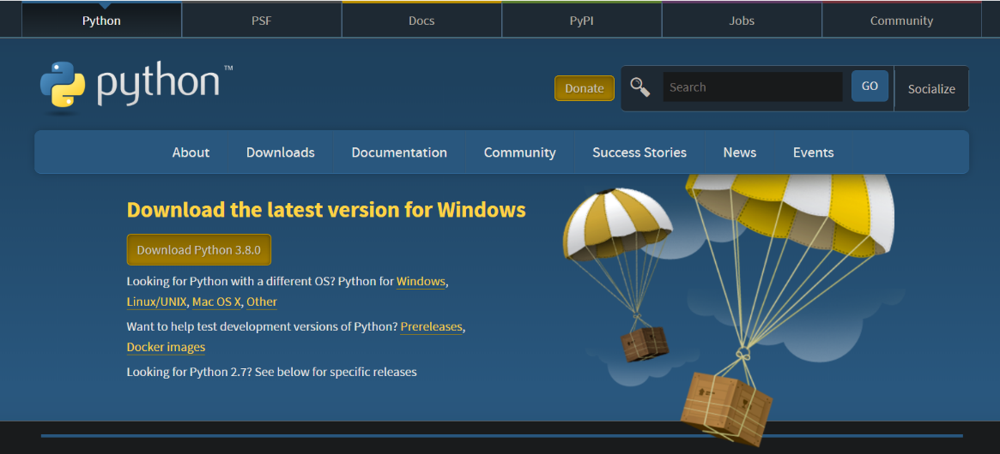 Python PSF Docs PyPI Jobs Community
python™
Donate Search GO Socialize
About Downloads Documentation Community Success Stories News Events
Download the latest version for Windows
Download Python 3.8.0
Looking for Python with a different OS? Python for Windows,
Linux/UNIX, Mac OS X, Other
Want to help test development versions of Python? Prereleases,
Docker images
Looking for Python 2.7? See below for specific releases